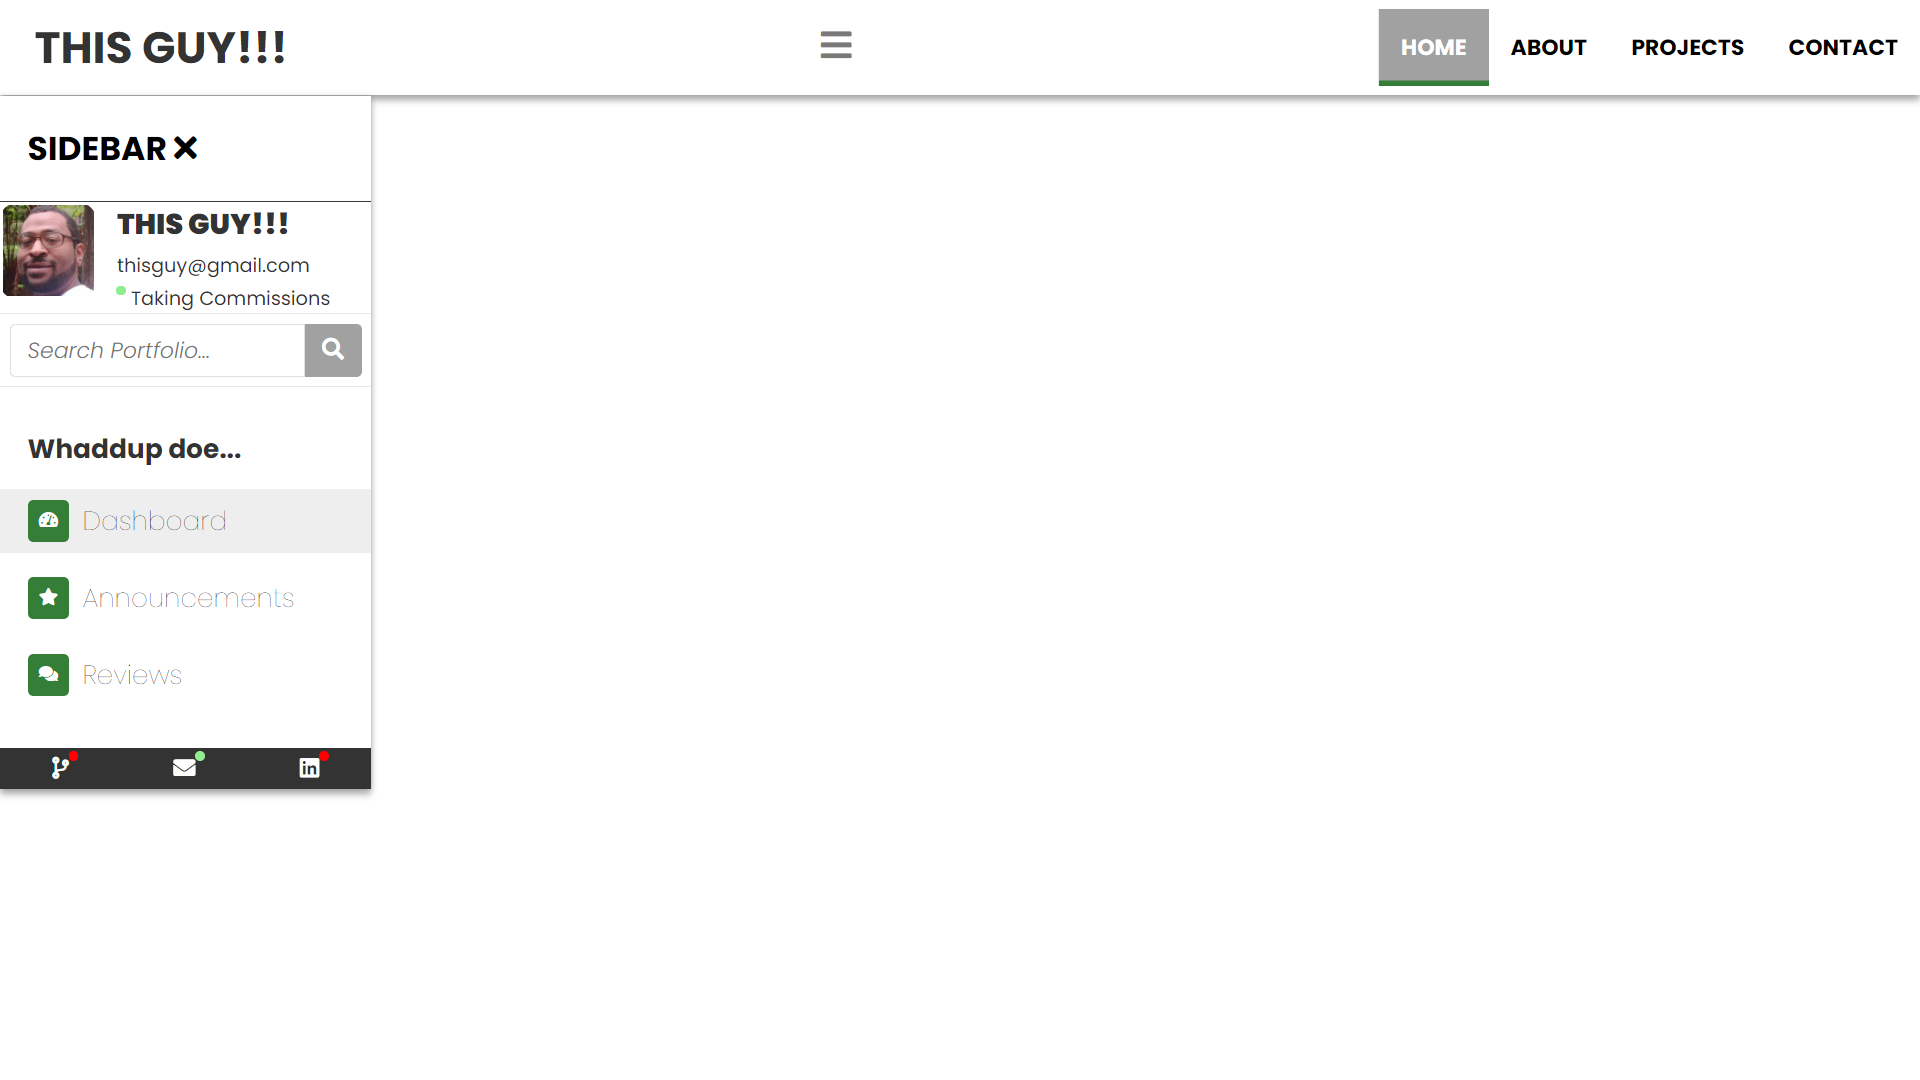 THIS GUY!!!
HOME ABOUT PROJECTS CONTACT
SIDEBAR
THIS GUY!!!
thisguy@gmail.com
Taking Commissions
Search Portfolio...
Whaddup doe...
Dashboard
Announcements
Reviews
in